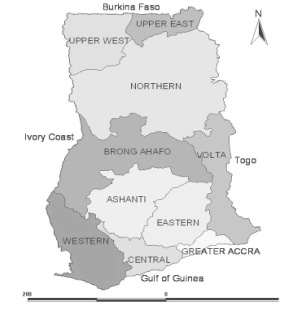 Burkina Faso
N
UPPER EAST
UPPER WEST
NORTHERN
Ivory Coast
BRONG AHAFO
VOLTA
Togo
ASHANTI
EASTERN
WESTERN
GREATER ACCRA
CENTRAL
Gulf of Guinea
200
0